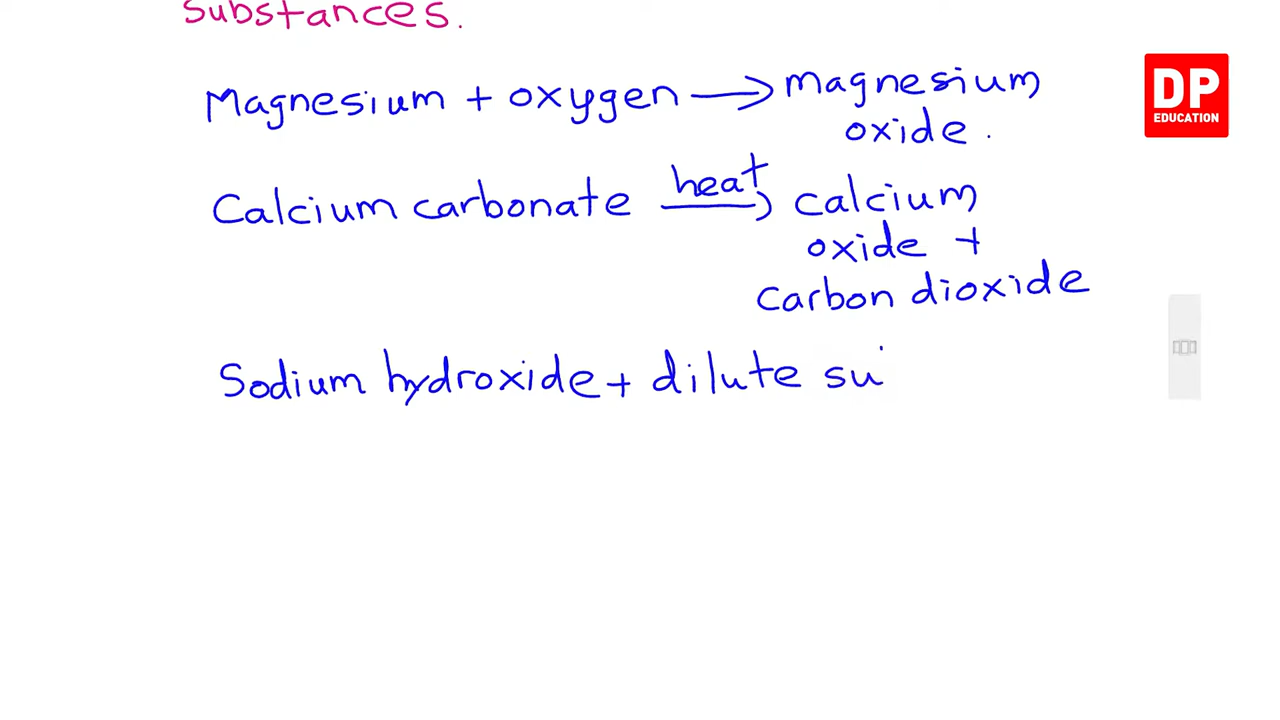 Substances.
Magnesium + oxygen → magnesium
oxide.
DP
EDUCATION
Calcium carbonate heat → calcium
oxide +
carbon dioxide
Sodium hydroxide + dilute su